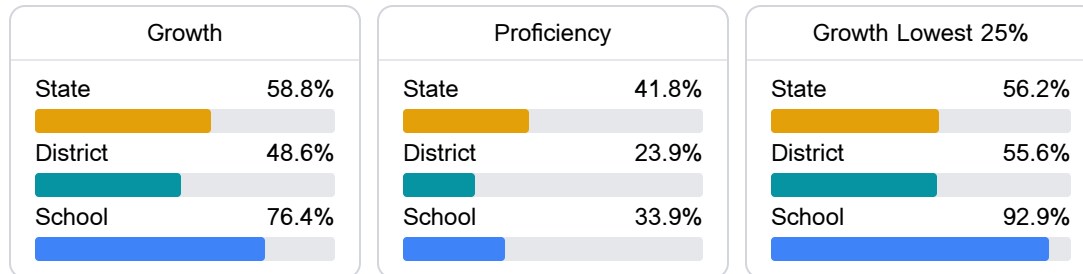 Growth
State 58.8%
District 48.6%
School 76.4%
Proficiency
State 41.8%
District 23.9%
School 33.9%
Growth Lowest 25%
State 56.2%
District 55.6%
School 92.9%